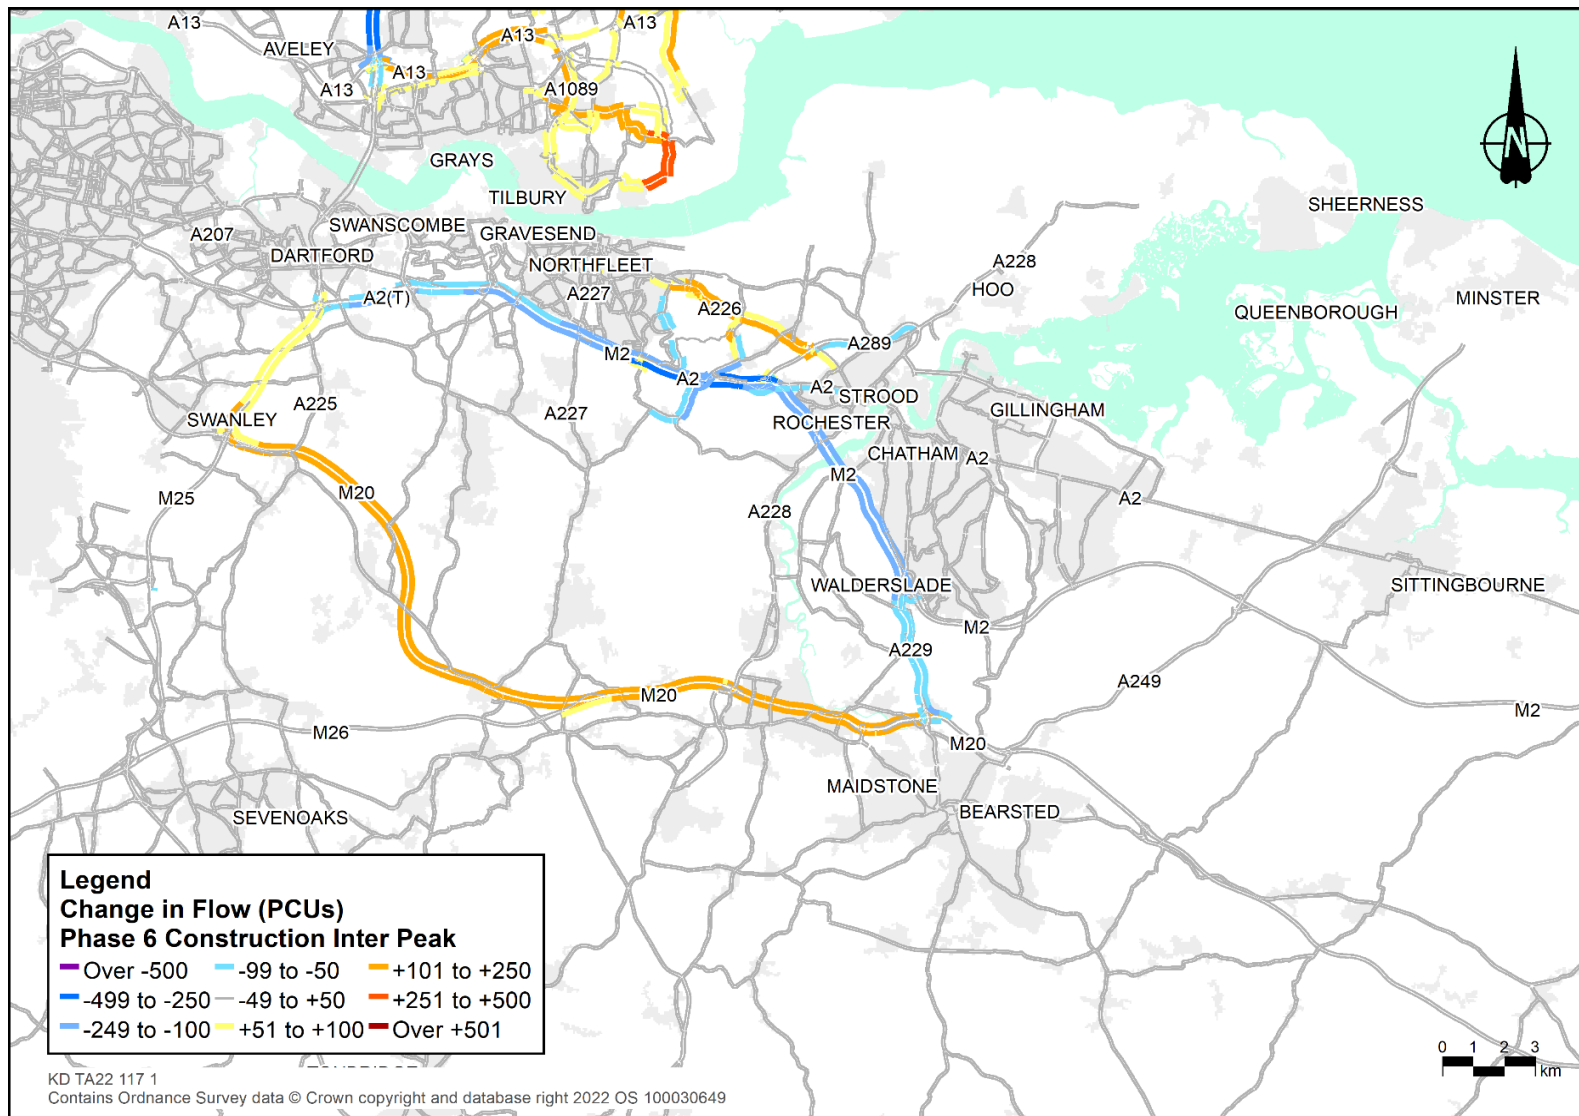 A13
A13
A13
AVELEY
A13
A13
A1089
GRAYS
TILBURY
SHEERNESS
SWANSCOMBE
A207
GRAVESEND
DARTFORD
NORTHFLEET
A228
HOO
A2(T)
A227
A226
MINSTER
QUEENBOROUGH
M2
A289
A2
A2
STROOD
SWANLEY
A225
A227
ROCHESTER
GILLINGHAM
CHATHAM
A2
M25
M20
M2
A2
A228
WALDERSLADE
SITTINGBOURNE
M2
A229
A249
M20
M26
M20
M2
MAIDSTONE
BEARSTED
SEVENOAKS
Legend
Change in Flow (PCUs)
Phase 6 Construction Inter Peak
Over -500 -99 to -50 +101 to +250
-499 to -250 -49 to +50 +251 to +500
-249 to -100 +51 to +100 Over +501
0 1 2 3
km
N
KD TA22 117 1
Contains Ordnance Survey data © Crown copyright and database right 2022 OS 100030649